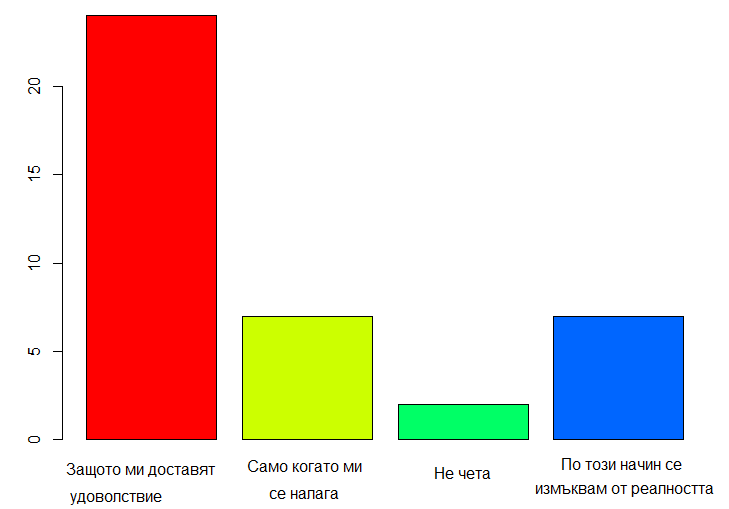 20
15
10
5
0
Защото ми доставят
удоволствие
Само когато ми
се налага
Не чета
По този начин се
измъквам от реалността